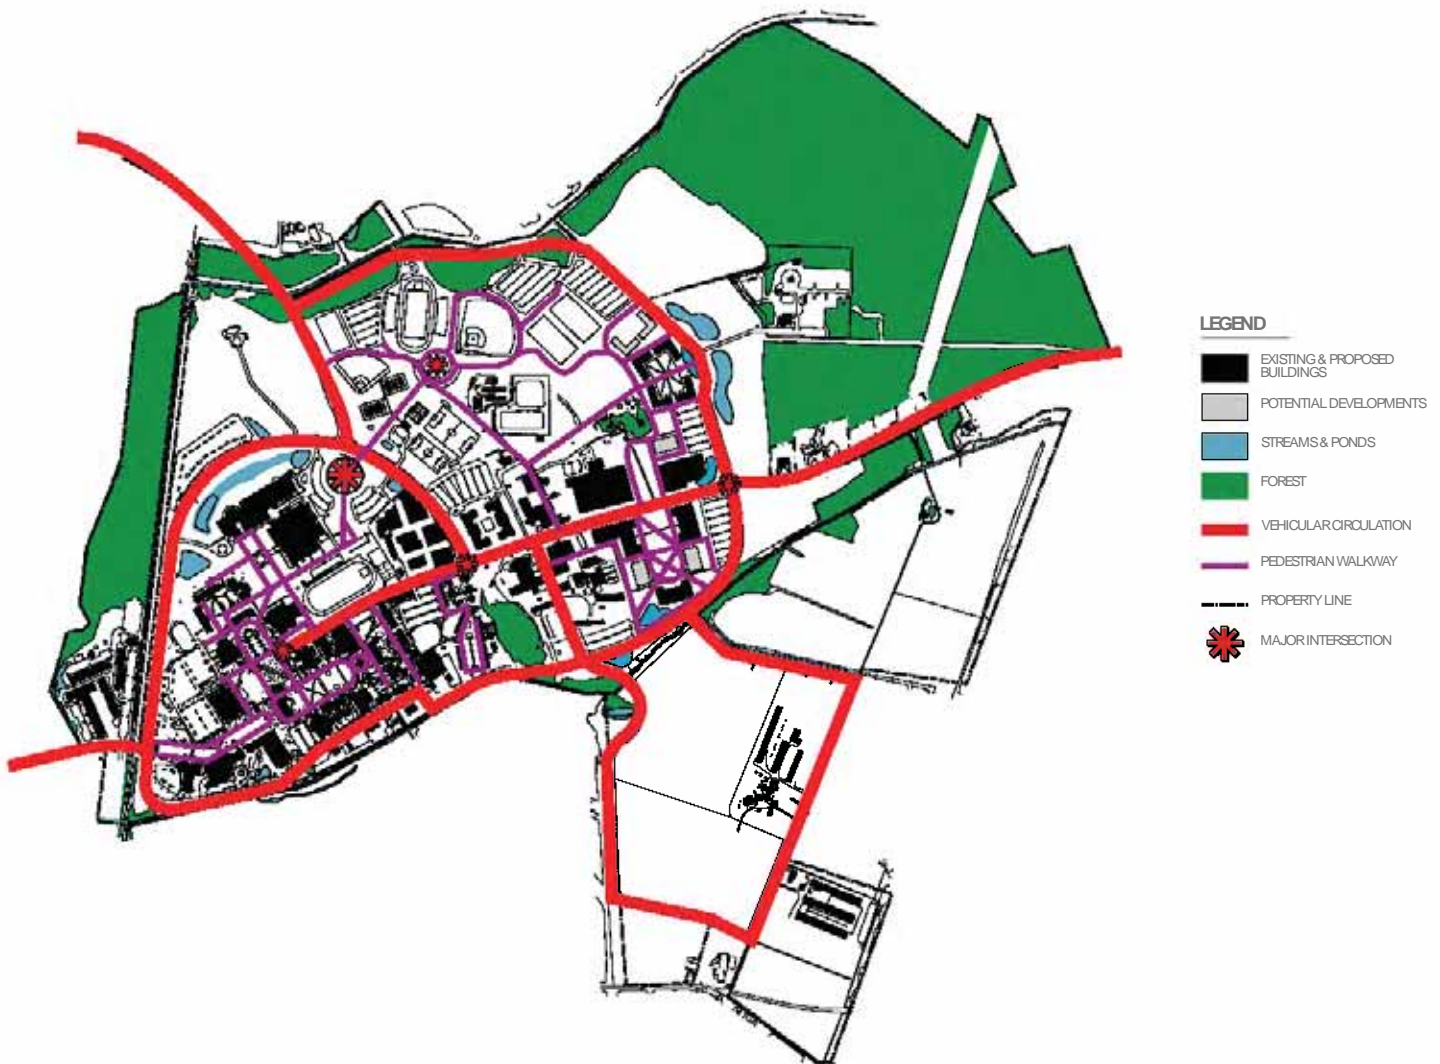 LEGEND
EXISTING & PROPOSED
BUILDINGS
POTENTIAL DEVELOPMENTS
STREAMS & PONDS
FOREST
VEHICULAR CIRCULATION
PEDESTRIAN WALKWAY
PROPERTY LINE
MAJOR INTERSECTION